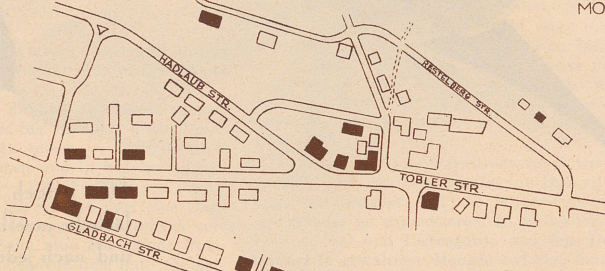 MO
HADLAUB STR.
RESTELBERG STR.
TOBLER STR
GLADBACH STR.